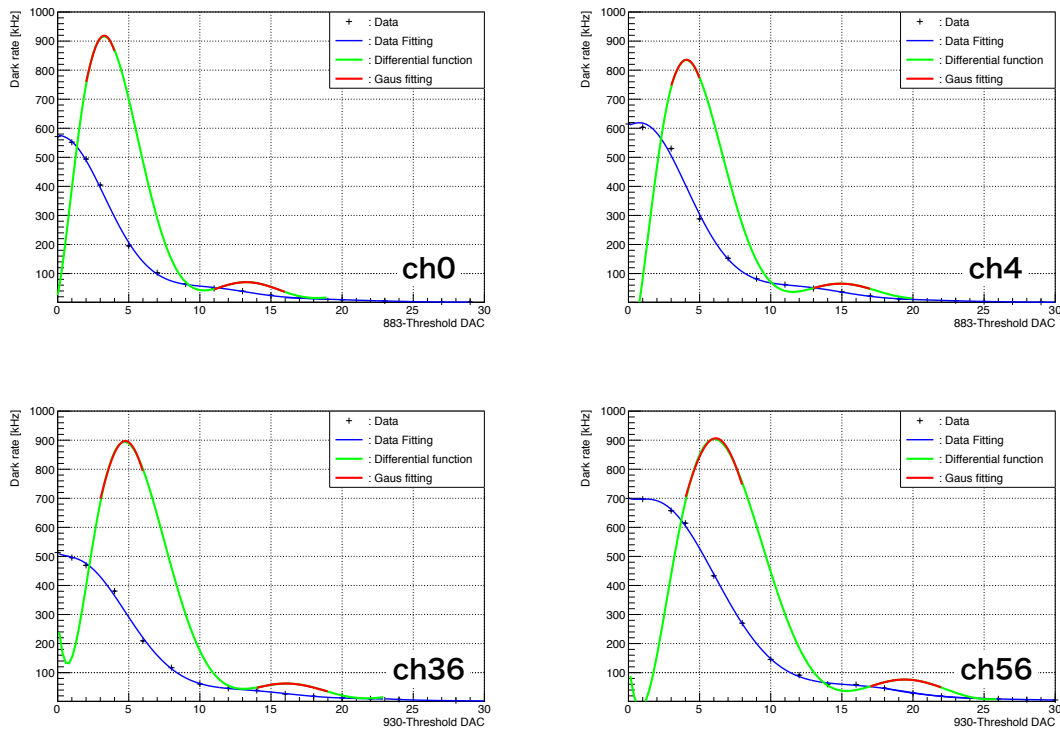 Dark rate [kHz]
1000
900
800
700
600
500
400
300
200
100
0 5 10 15 20 25 30
883-Threshold DAC
: Data
: Data Fitting
: Differential function
: Gaus fitting
ch0
Dark rate [kHz]
1000
900
800
700
600
500
400
300
200
100
0 5 10 15 20 25 30
883-Threshold DAC
: Data
: Data Fitting
: Differential function
: Gaus fitting
ch4
Dark rate [kHz]
1000
900
800
700
600
500
400
300
200
100
0 5 10 15 20 25 30
930-Threshold DAC
: Data
: Data Fitting
: Differential function
: Gaus fitting
ch36
Dark rate [kHz]
1000
900
800
700
600
500
400
300
200
100
0 5 10 15 20 25 30
930-Threshold DAC
: Data
: Data Fitting
: Differential function
: Gaus fitting
ch56